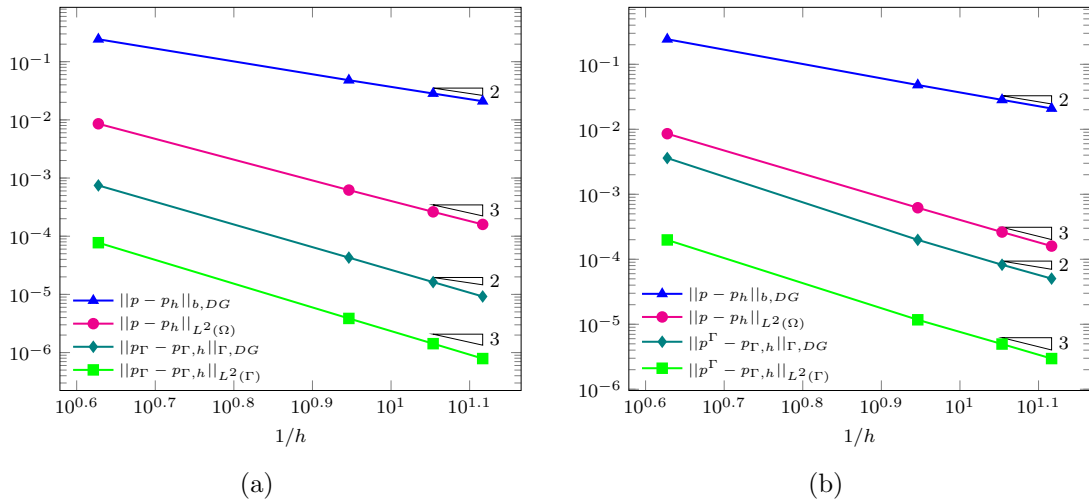 10^{-1}
10^{-2}
10^{-3}
10^{-4}
10^{-5}
10^{-6}
2
3
2
3
||p − p_h||_{b,DG}
||p − p_h||_{L^2(Ω)}
||p_Γ − p_{Γ,h}||_{Γ,DG}
||p_Γ − p_{Γ,h}||_{L^2(Γ)}
10^{0.6} 10^{0.7} 10^{0.8} 10^{0.9} 10^1 10^{1.1}
1/h
(a)
10^{-1}
10^{-2}
10^{-3}
10^{-4}
10^{-5}
10^{-6}
2
3
2
3
||p − p_h||_{b,DG}
||p − p_h||_{L^2(Ω)}
||p^Γ − p_{Γ,h}||_{Γ,DG}
||p^Γ − p_{Γ,h}||_{L^2(Γ)}
10^{0.6} 10^{0.7} 10^{0.8} 10^{0.9} 10^1 10^{1.1}
1/h
(b)